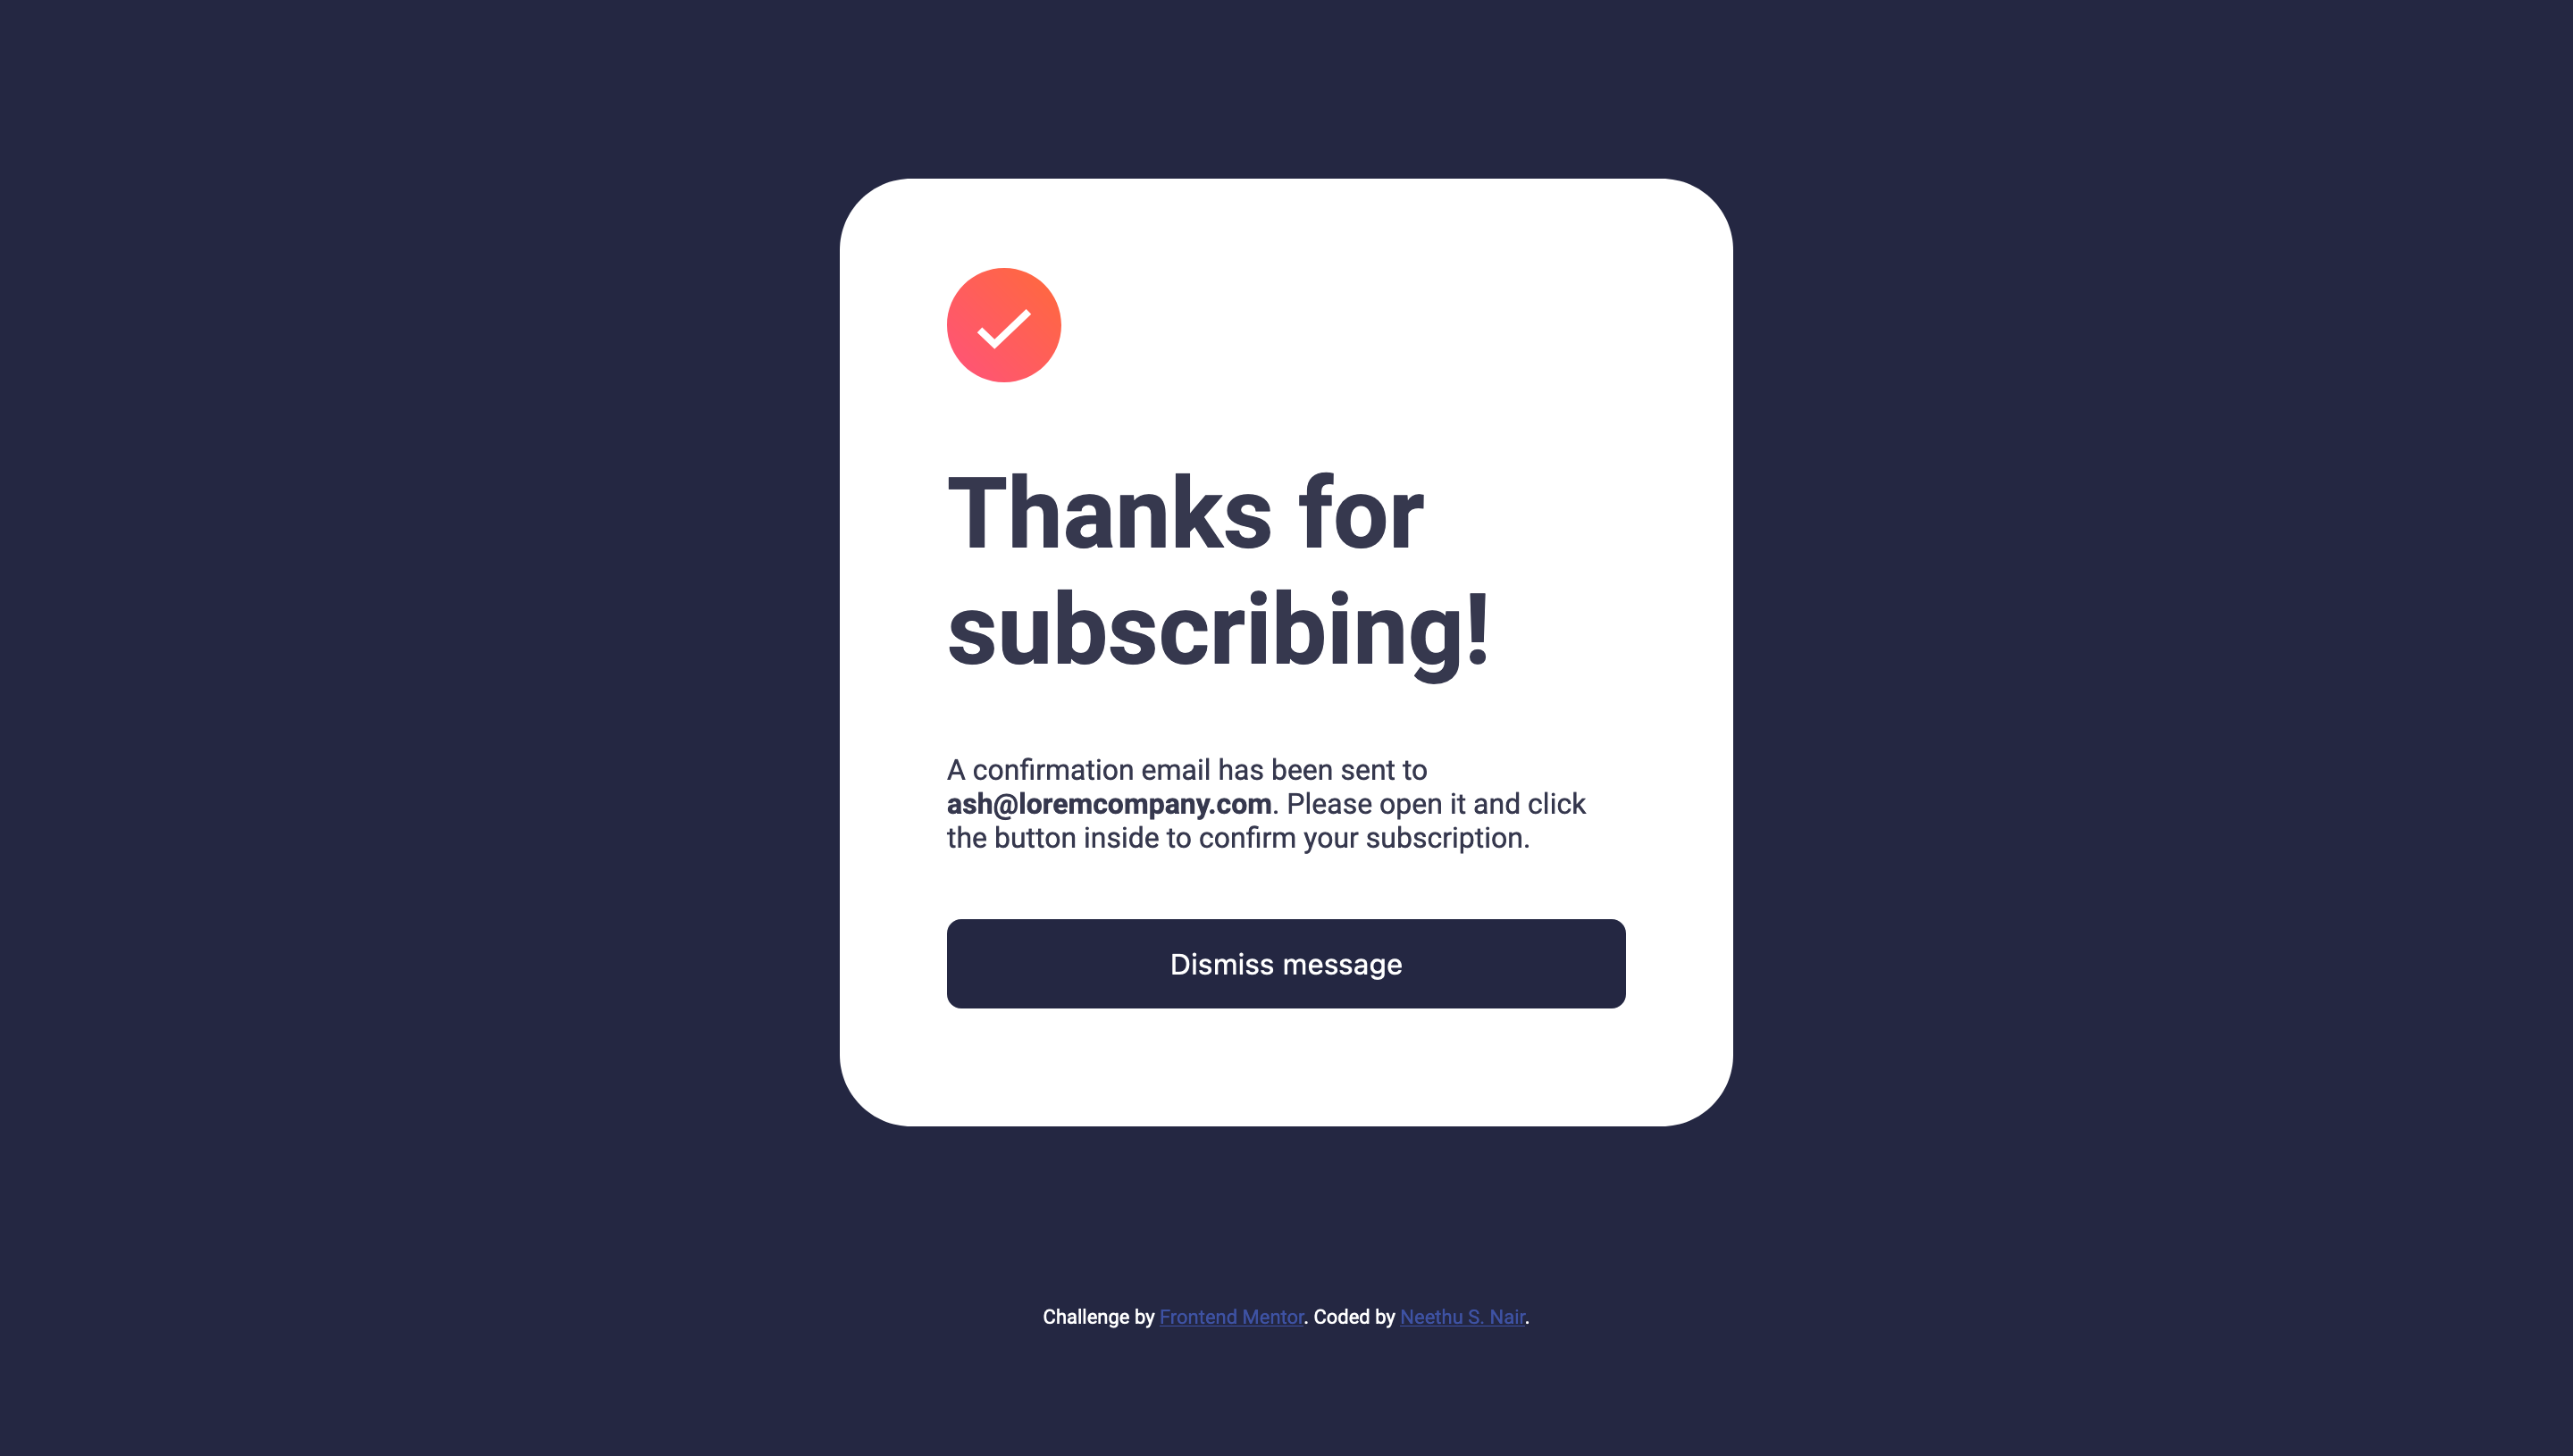 Thanks for
subscribing!
A confirmation email has been sent to
ash@loremcompany.com. Please open it and click
the button inside to confirm your subscription.
Dismiss message
Challenge by Frontend Mentor. Coded by Neethu S. Nair.